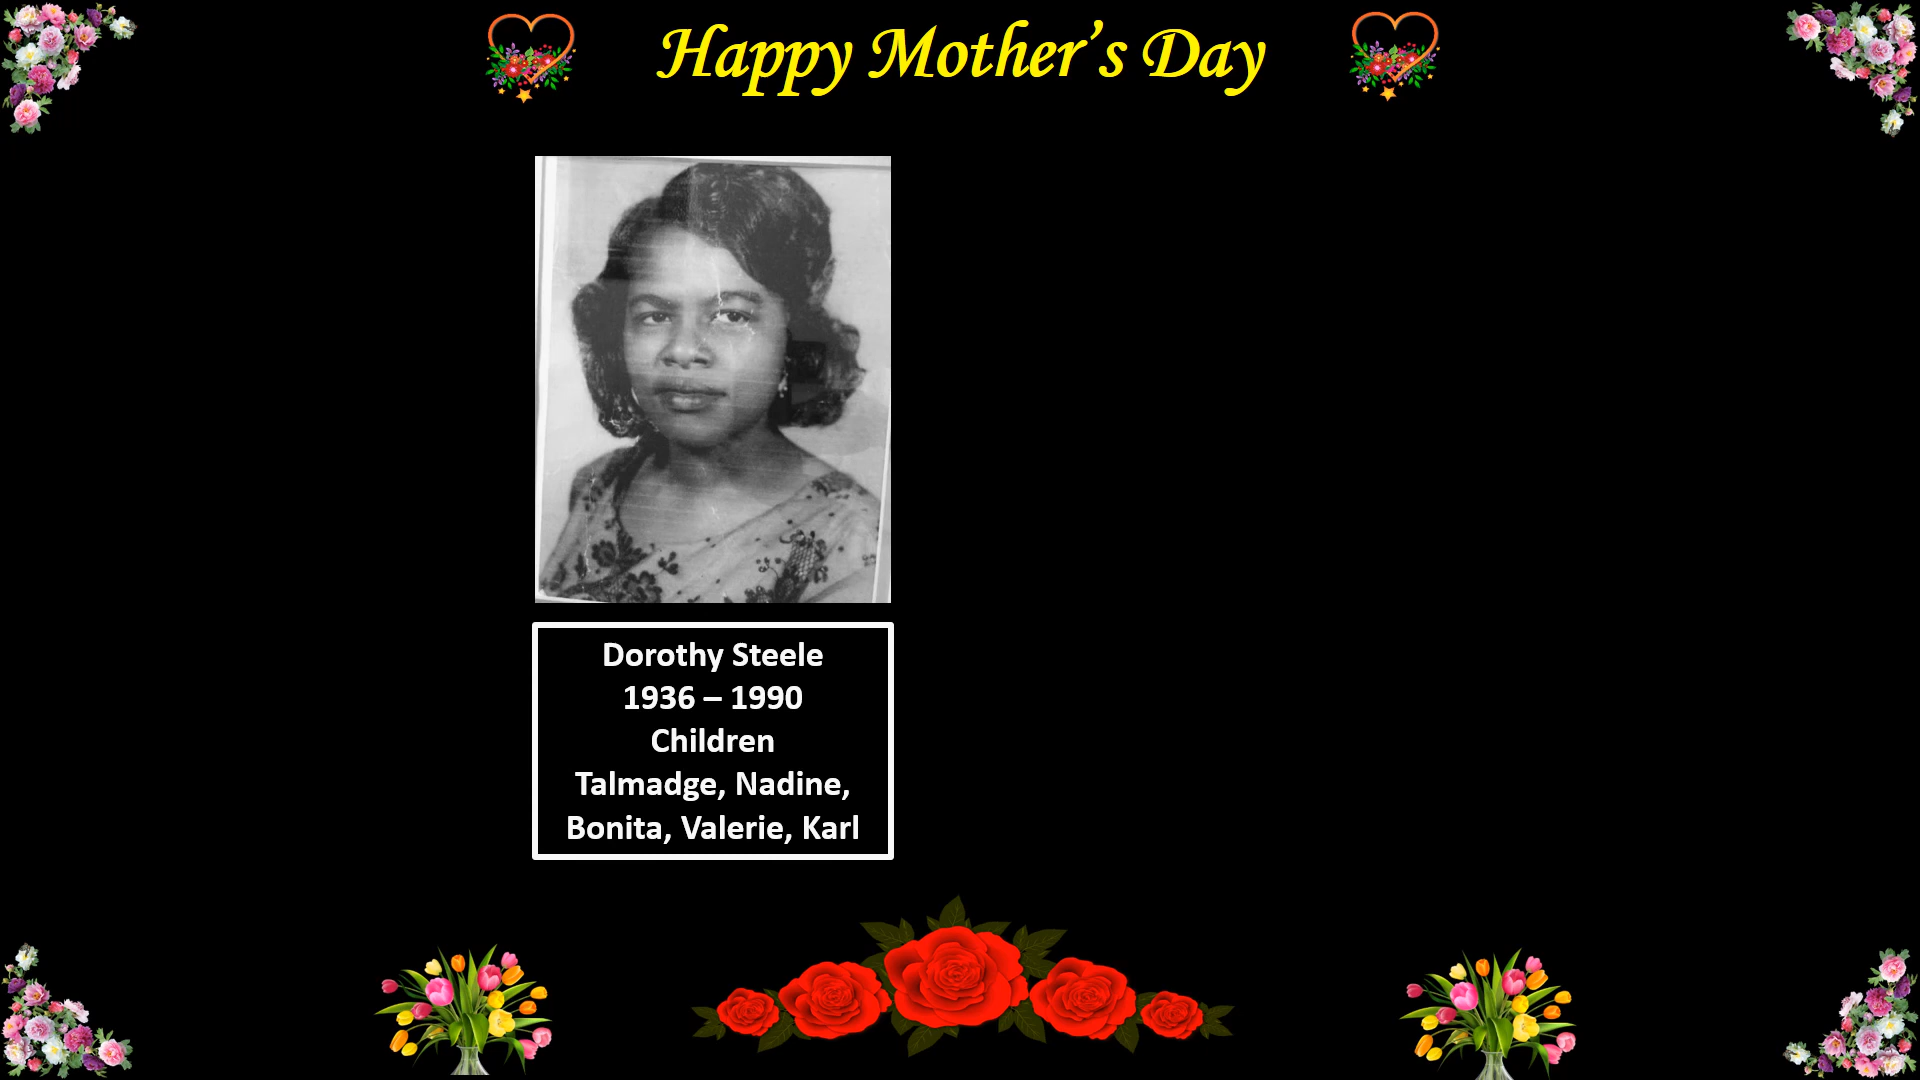 Happy Mother's Day
Dorothy Steele
1936 – 1990
Children
Talmadge, Nadine,
Bonita, Valerie, Karl